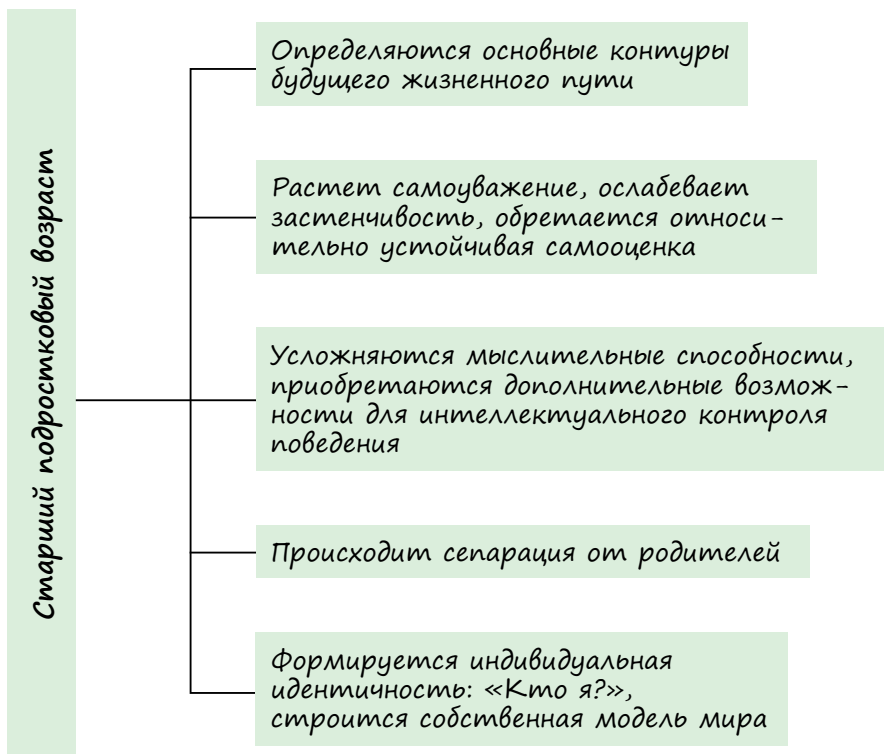 Старший подростковый возраст
Определяются основные контуры
будущего жизненного пути
Растет самоуважение, ослабевает
застенчивость, обретается относи-
тельно устойчивая самооценка
Усложняются мыслительные способности,
приобретаются дополнительные возмож-
ности для интеллектуального контроля
поведения
Происходит сепарация от родителей
Формируется индивидуальная
идентичность: «Кто я?»,
строится собственная модель мира